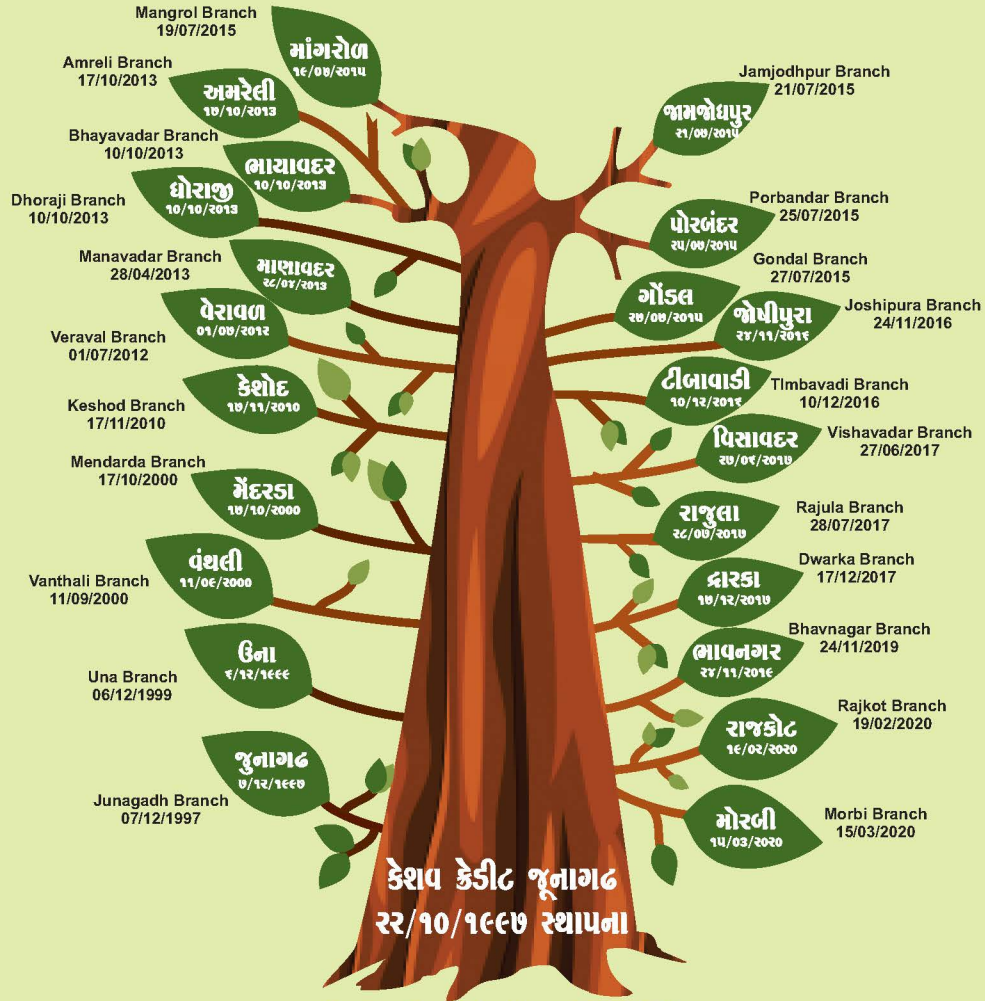 Mangrol Branch
19/07/2015
માંગરોળ
૧૯/૦૭/૨૦૧૫
Amreli Branch
17/10/2013
અમરેલી
૧૭/૧૦/૨૦૧૩
Bhayavadar Branch
10/10/2013
ભાયાવદર
૧૦/૧૦/૨૦૧૩
Dhoraji Branch
10/10/2013
ધોરાજી
૧૦/૧૦/૨૦૧૩
Manavadar Branch
28/04/2013
માણાવદર
૨૮/૦૪/૨૦૧૩
Veraval Branch
01/07/2012
વેરાવળ
૦૧/૦૭/૨૦૧૨
Keshod Branch
17/11/2010
કેશોદ
૧૭/૧૧/૨૦૧૦
Mendarda Branch
17/10/2000
મેંદરડા
૧૭/૧૦/૨૦૦૦
Vanthali Branch
11/09/2000
વંથલી
૧૧/૦૯/૨૦૦૦
Una Branch
06/12/1999
ઉના
૬/૧૨/૧૯૯૯
Junagadh Branch
07/12/1997
જુનાગઢ
૭/૧૨/૧૯૯૭
Jamjodhpur Branch
21/07/2015
જામજોધપુર
૨૧/૦૭/૨૦૧૫
Porbandar Branch
25/07/2015
પોરબંદર
૨૫/૦૭/૨૦૧૫
Gondal Branch
27/07/2015
ગોંડલ
૨૭/૦૭/૨૦૧૫
Joshipura Branch
24/11/2016
જોષીપુરા
૨૪/૧૧/૨૦૧૬
TImbavadi Branch
10/12/2016
ટીબાવાડી
૧૦/૧૨/૨૦૧૬
Vishavadar Branch
27/06/2017
વિસાવદર
૨૭/૦૬/૨૦૧૭
Rajula Branch
28/07/2017
રાજુલા
૨૮/૦૭/૨૦૧૭
Dwarka Branch
17/12/2017
દ્રારકા
૧૭/૧૨/૨૦૧૭
Bhavnagar Branch
24/11/2019
ભાવનગર
૨૪/૧૧/૨૦૧૯
Rajkot Branch
19/02/2020
રાજકોટ
૧૯/૦૨/૨૦૨૦
Morbi Branch
15/03/2020
મોરબી
૧૫/૦૩/૨૦૨૦
કેશવ ક્રેડીટ જૂનાગઢ
૨૨/૧૦/૧૯૯૭ સ્થાપના